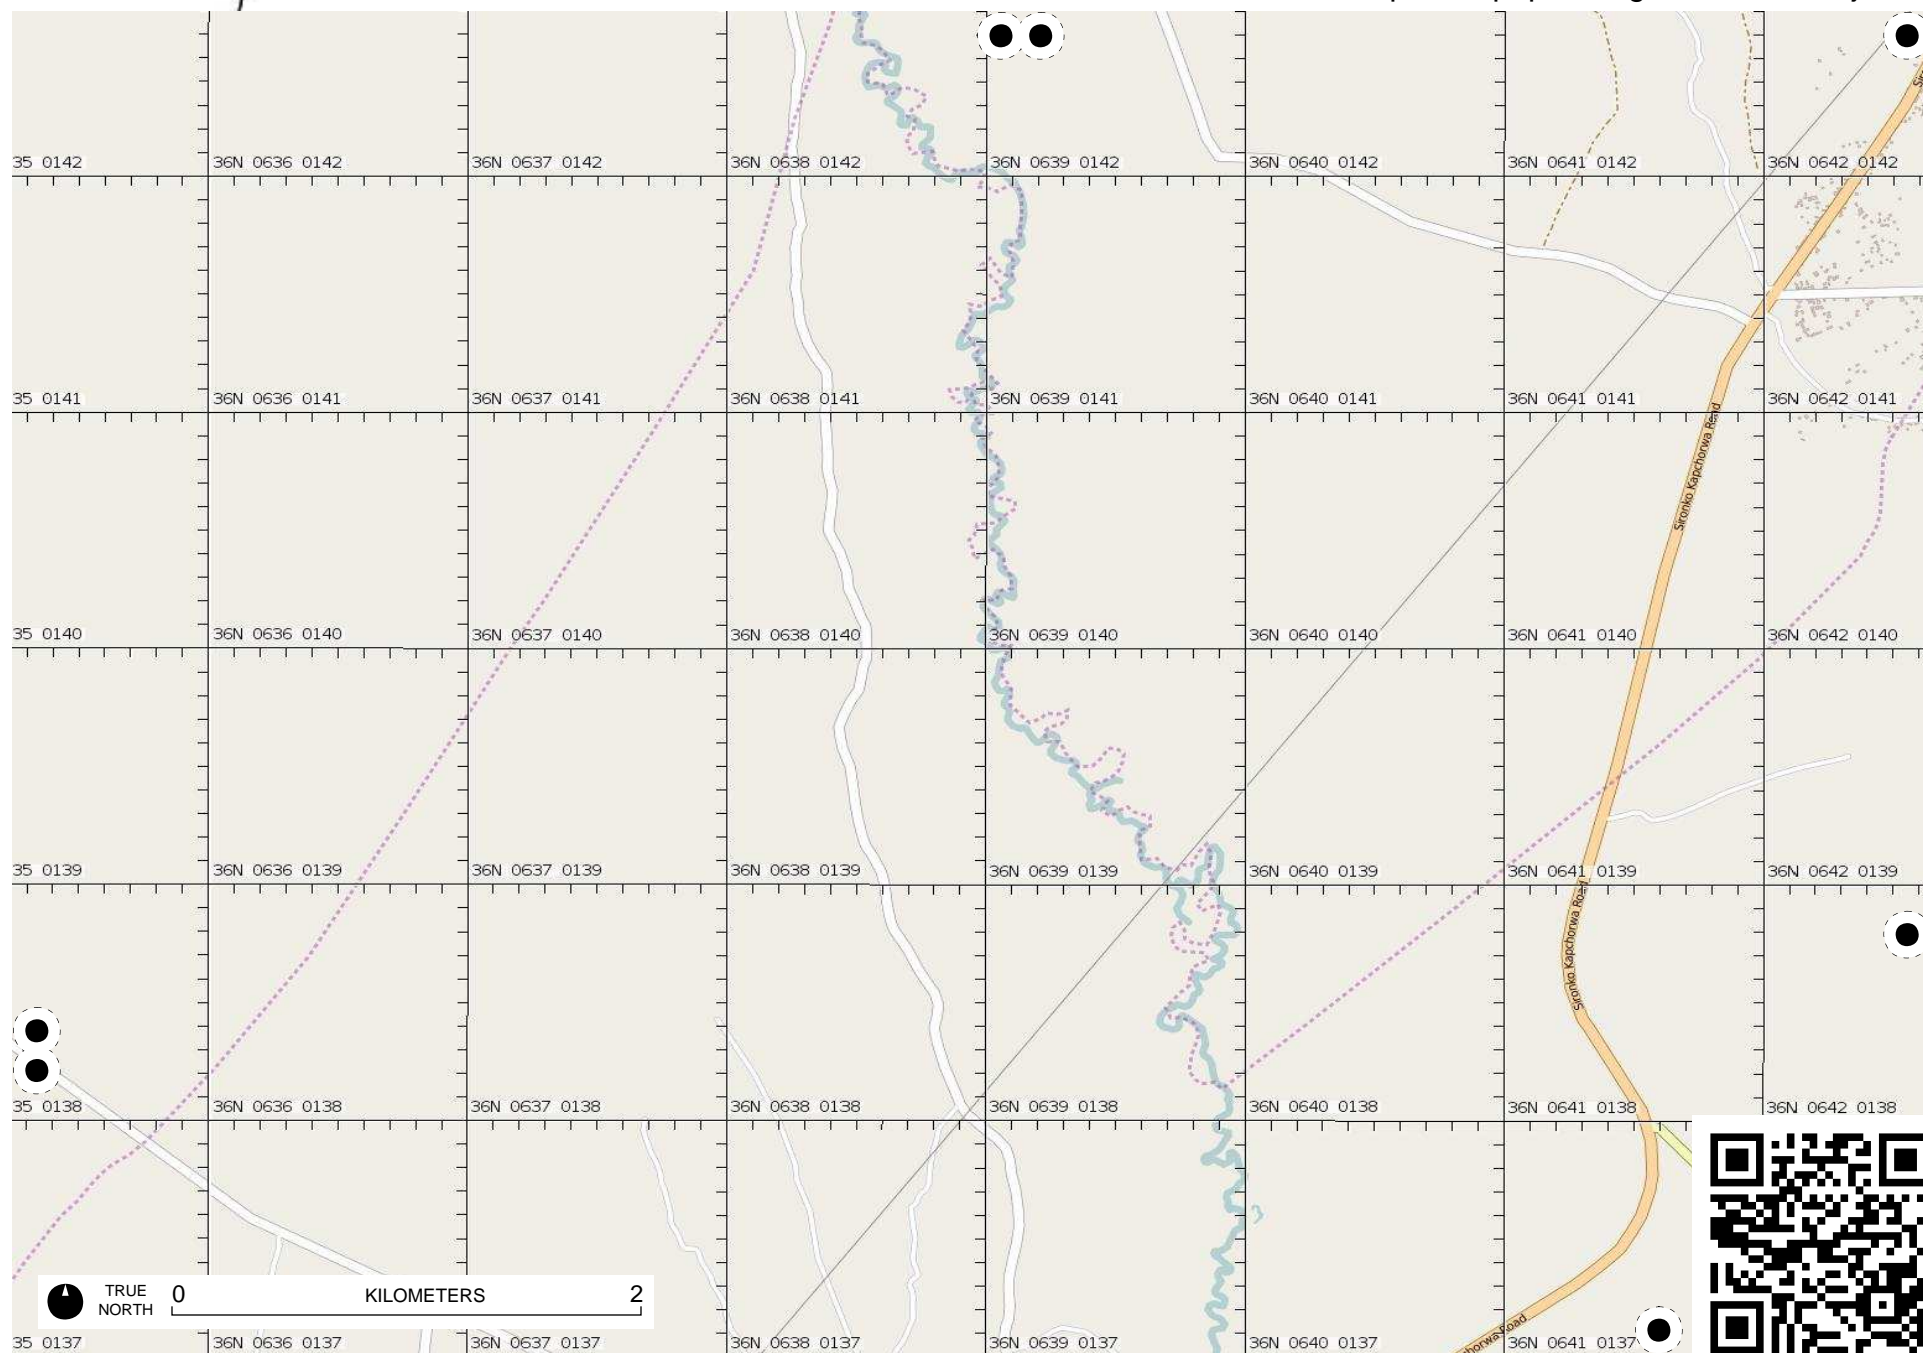 35 0142 36N 0636 0142 36N 0637 0142 36N 0638 0142 36N 0639 0142 36N 0640 0142 36N 0641 0142 36N 0642 0142
35 0141 36N 0636 0141 36N 0637 0141 36N 0638 0141 36N 0639 0141 36N 0640 0141 36N 0641 0141 36N 0642 0141
Sironko Kapchorwa Road
35 0140 36N 0636 0140 36N 0637 0140 36N 0638 0140 36N 0639 0140 36N 0640 0140 36N 0641 0140 36N 0642 0140
35 0139 36N 0636 0139 36N 0637 0139 36N 0638 0139 36N 0639 0139 36N 0640 0139 36N 0641 0139 36N 0642 0139
Sironko Kapchorwa Road
35 0138 36N 0636 0138 36N 0637 0138 36N 0638 0138 36N 0639 0138 36N 0640 0138 36N 0641 0138 36N 0642 0138
TRUE
NORTH
0 KILOMETERS 2
horwa Road
35 0137 36N 0636 0137 36N 0637 0137 36N 0638 0137 36N 0639 0137 36N 0640 0137 36N 0641 0137